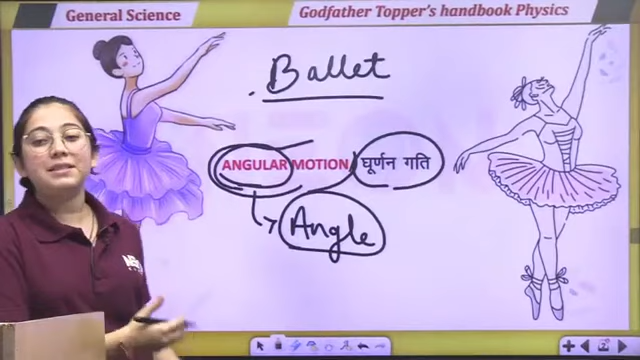 General Science
Godfather Topper's handbook Physics
Ballet
ANGULAR MOTION घूर्णन गति
Angle